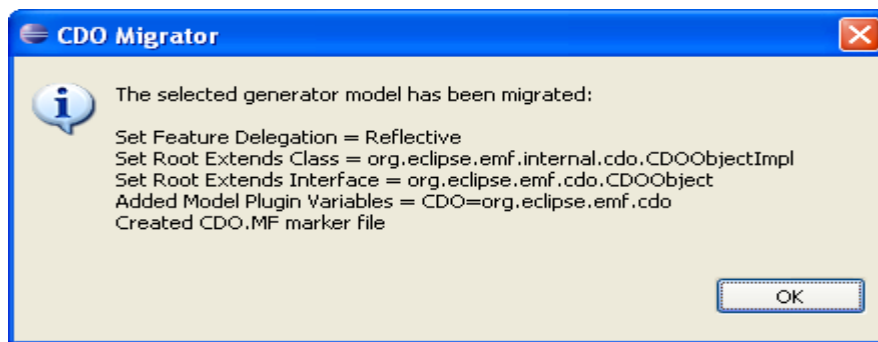 CDO Migrator
The selected generator model has been migrated:
Set Feature Delegation = Reflective
Set Root Extends Class = org.eclipse.emf.internal.cdo.CDOObjectImpl
Set Root Extends Interface = org.eclipse.emf.cdo.CDOObject
Added Model Plugin Variables = CDO=org.eclipse.emf.cdo
Created CDO.MF marker file
OK